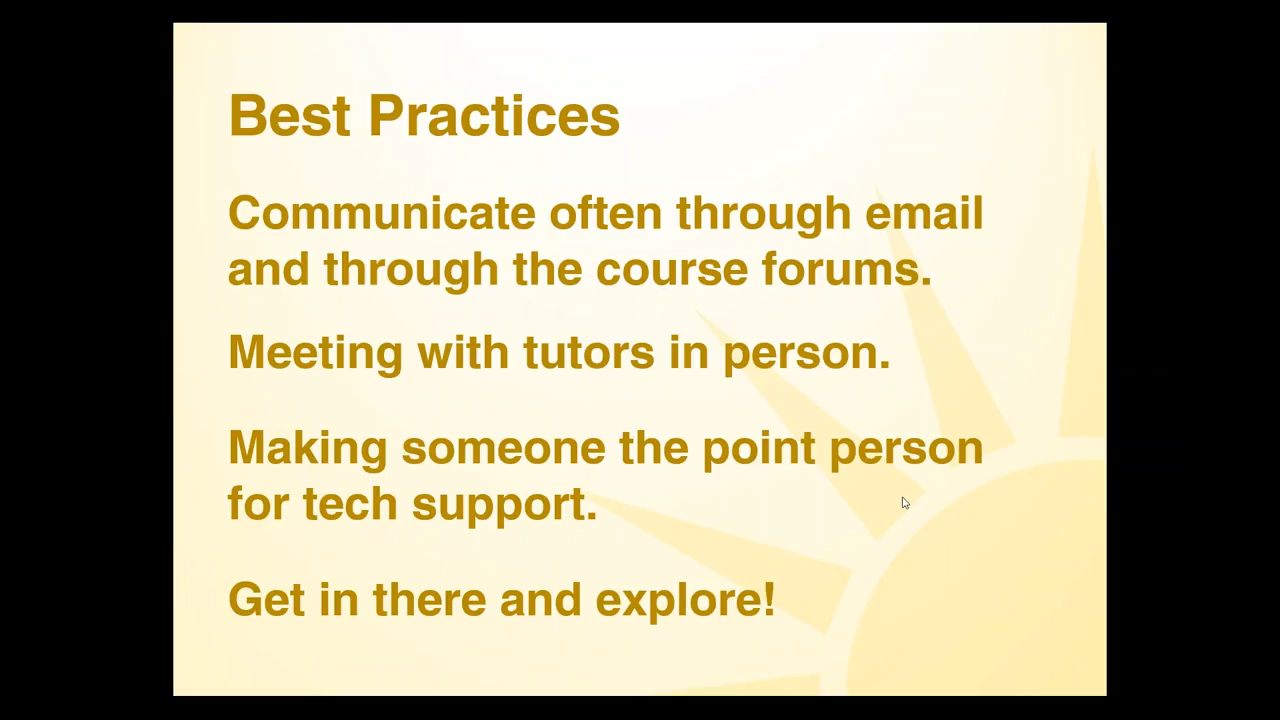 Best Practices
Communicate often through email
and through the course forums.
Meeting with tutors in person.
Making someone the point person
for tech support.
Get in there and explore!